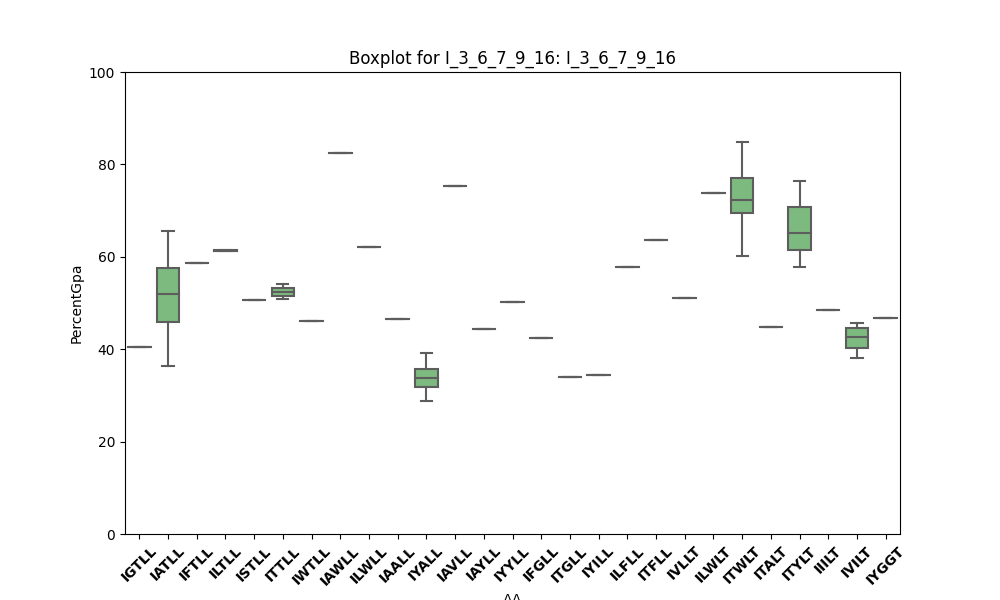 Boxplot for I_3_6_7_9_16: I_3_6_7_9_16
PercentGpa
100
80
60
40
20
0
IGTLL IATLL IFTLL ILTLL ISTLL ITTLL IWTLL IAWLL ILWLL IAALL IYALL IAVLL IAYLL IYYLL IFGLL ITGLL IYILL ILFLL ITFLL IVLLT ILWLT ITWLT ITALT ITYLT IIILT IVILT IYGGT
AA